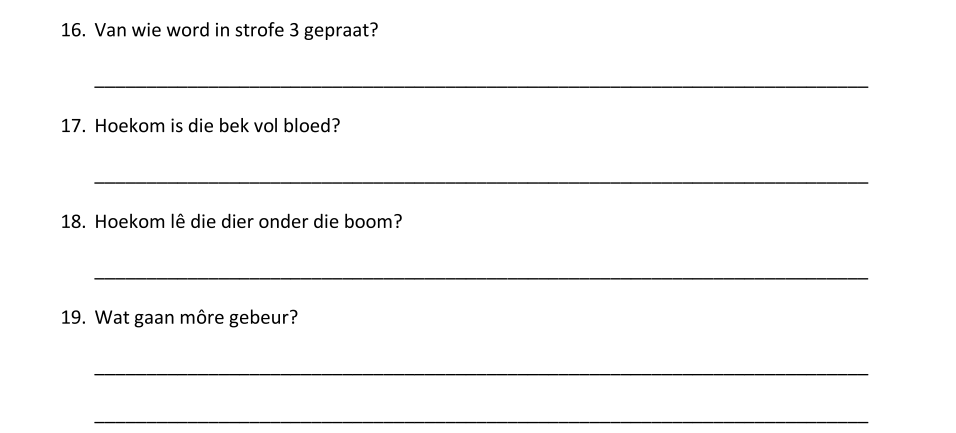 16. Van wie word in strofe 3 gepraat?
17. Hoekom is die bek vol bloed?
18. Hoekom lê die dier onder die boom?
19. Wat gaan môre gebeur?